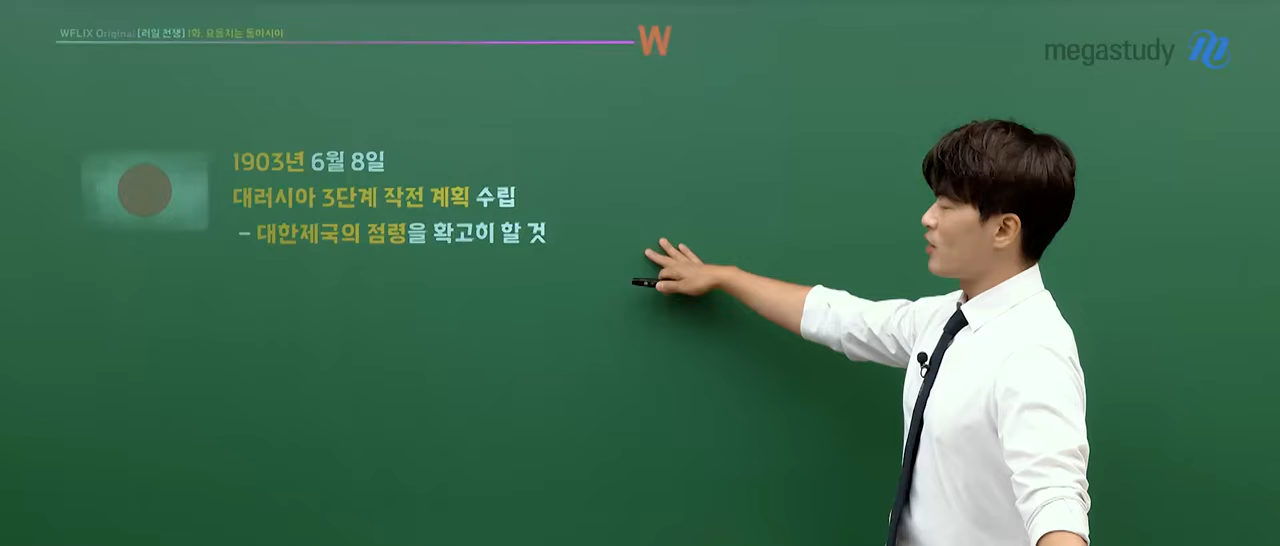 WFLIX Original [러일 전쟁] 1화. 요동치는 동아시아
W
megastudy
1903년 6월 8일
대러시아 3단계 작전 계획 수립
– 대한제국의 점령을 확고히 할 것